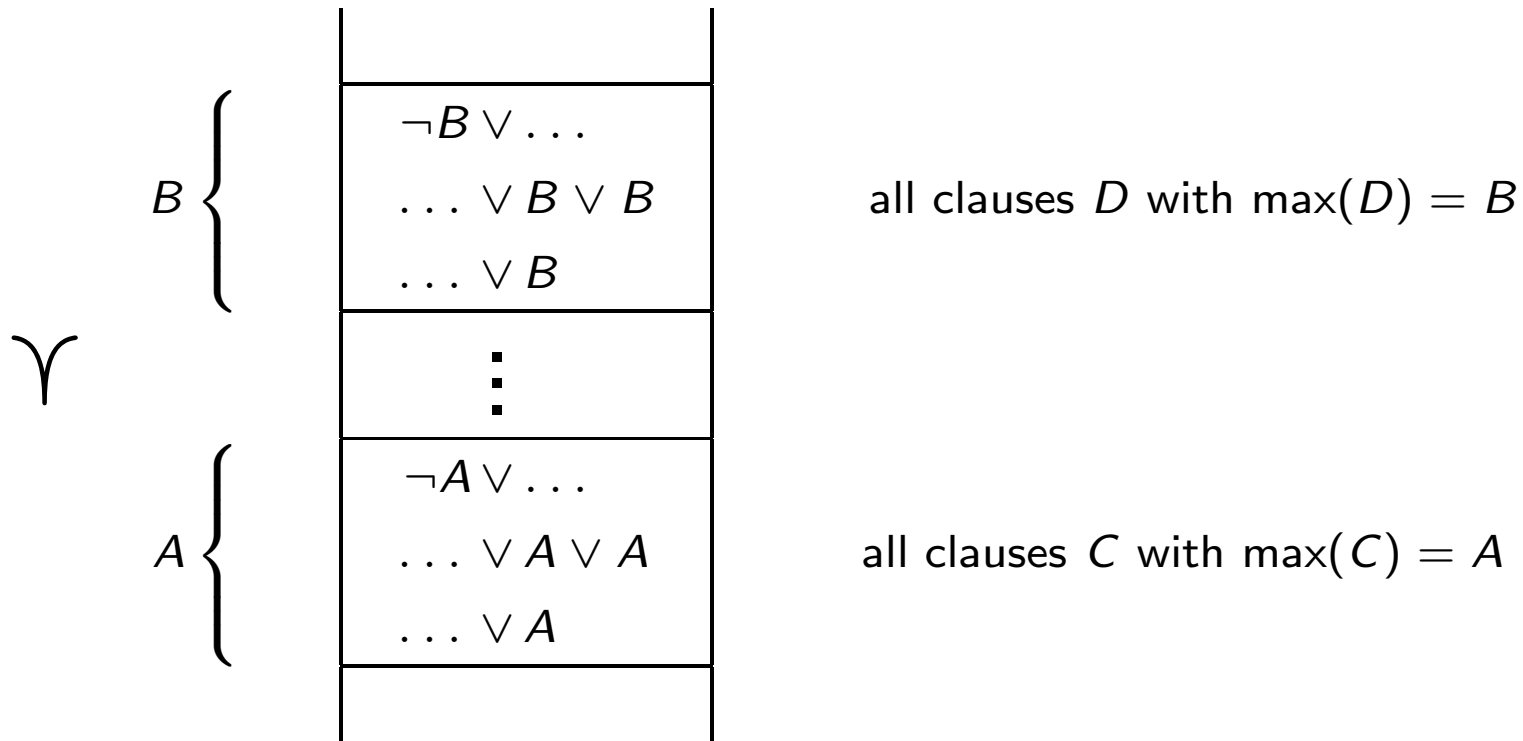 ¬B ∨ . . .
B { . . . ∨ B ∨ B all clauses D with max(D) = B
. . . ∨ B
≺
⋮
¬A ∨ . . .
A { . . . ∨ A ∨ A all clauses C with max(C) = A
. . . ∨ A